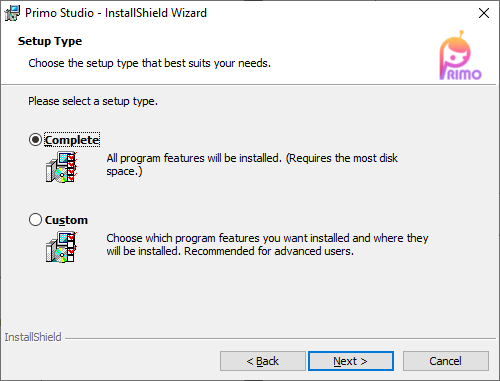 Primo Studio - InstallShield Wizard
Setup Type
Choose the setup type that best suits your needs.
PRIMO
Please select a setup type.
Complete
All program features will be installed. (Requires the most disk
space.)
Custom
Choose which program features you want installed and where they
will be installed. Recommended for advanced users.
InstallShield
< Back
Next >
Cancel